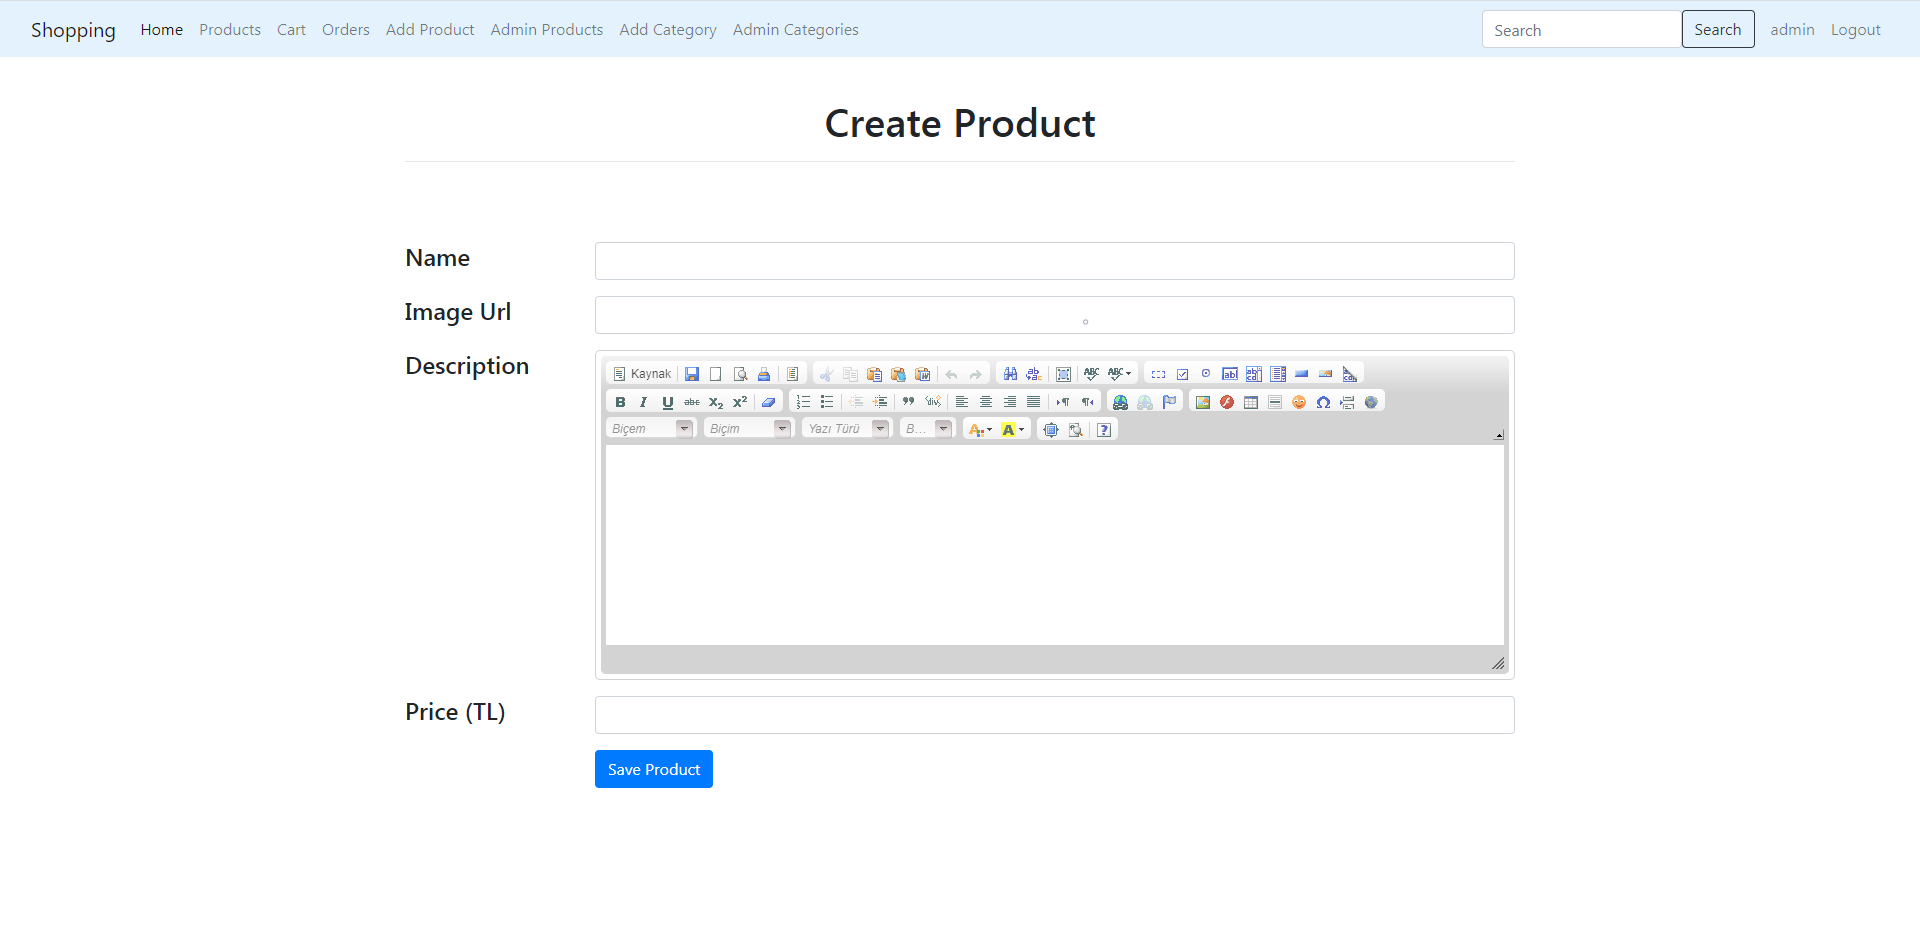 Shopping Home Products Cart Orders Add Product Admin Products Add Category Admin Categories Search Search admin Logout
Create Product
Name
Image Url
Description
Kaynak
Biçem Biçim Yazı Türü B...
Price (TL)
Save Product